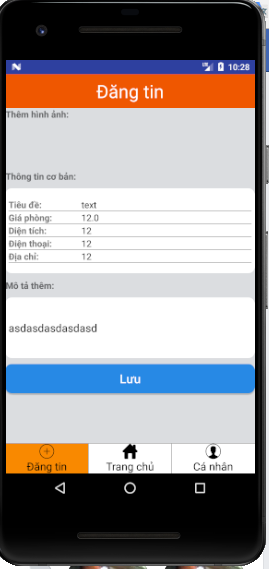 N 10:28
Đăng tin
Thêm hình ảnh:
Thông tin cơ bản:
Tiêu đề: text
Giá phòng: 12.0
Diện tích: 12
Điện thoại: 12
Địa chỉ: 12
Mô tả thêm:
asdasdasdasdasd
Lưu
Đăng tin Trang chủ Cá nhân